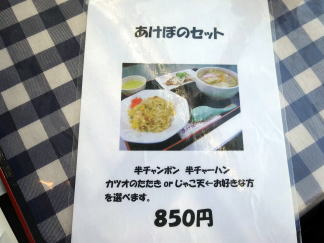 あけぼのセット
半チャンポン 半チャーハン
カツオのたたき or じゃこ天←お好きな方
を選べます。
850円